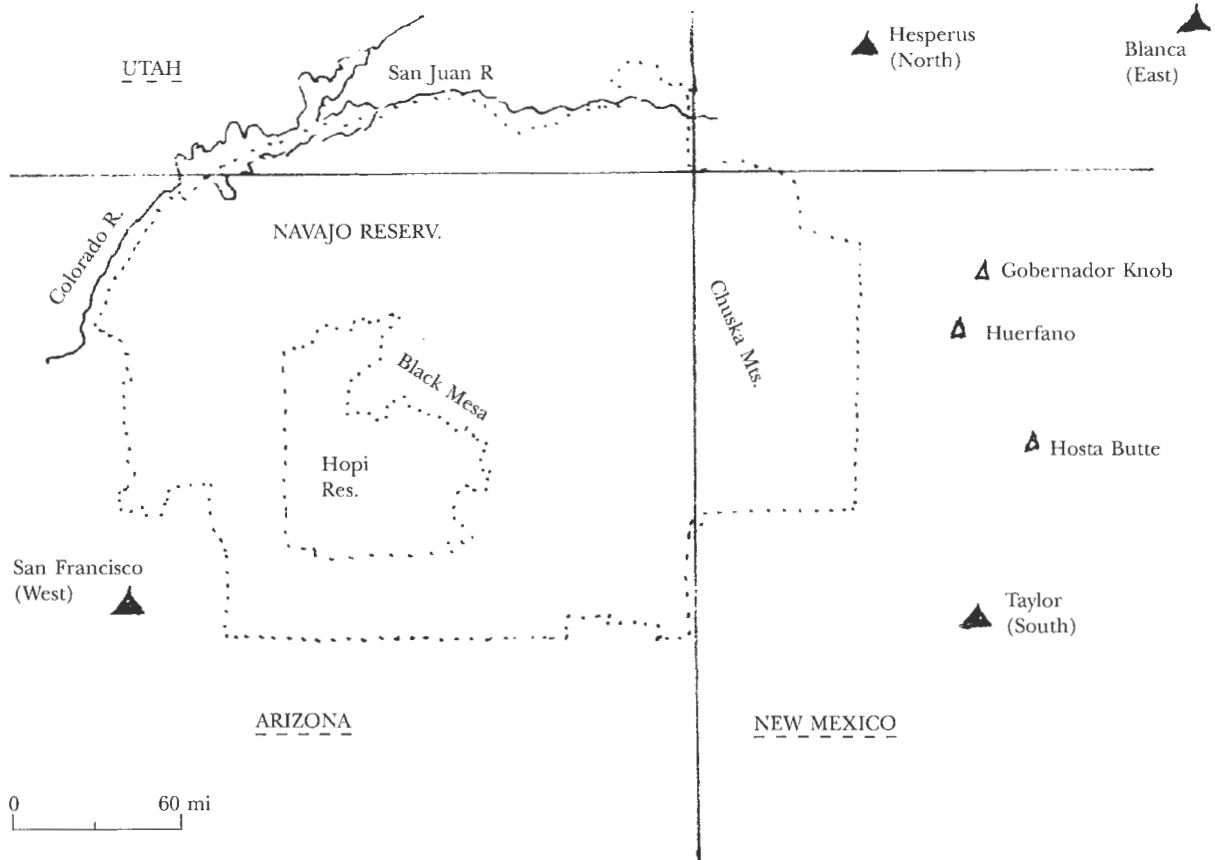 Hesperus
(North)
Blanca
(East)
UTAH
San Juan R
Colorado R.
NAVAJO RESERV.
Gobernador Knob
Chuska Mts.
Huerfano
Black Mesa
Hosta Butte
Hopi
Res.
San Francisco
(West)
Taylor
(South)
ARIZONA
NEW MEXICO
0 60 mi